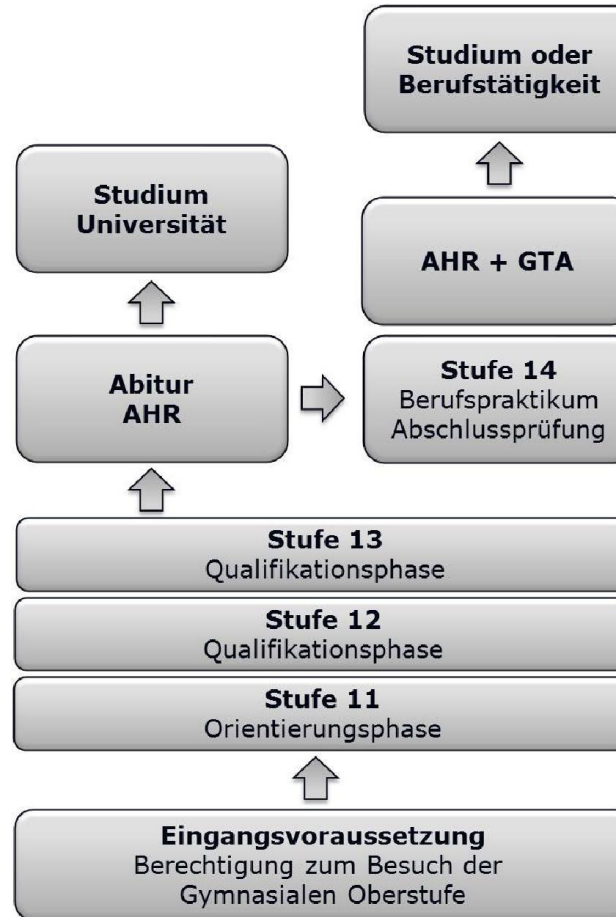 Studium oder
Berufstätigkeit
Studium
Universität
AHR + GTA
Abitur
AHR
Stufe 14
Berufspraktikum
Abschlussprüfung
Stufe 13
Qualifikationsphase
Stufe 12
Qualifikationsphase
Stufe 11
Orientierungsphase
Eingangsvoraussetzung
Berechtigung zum Besuch der
Gymnasialen Oberstufe